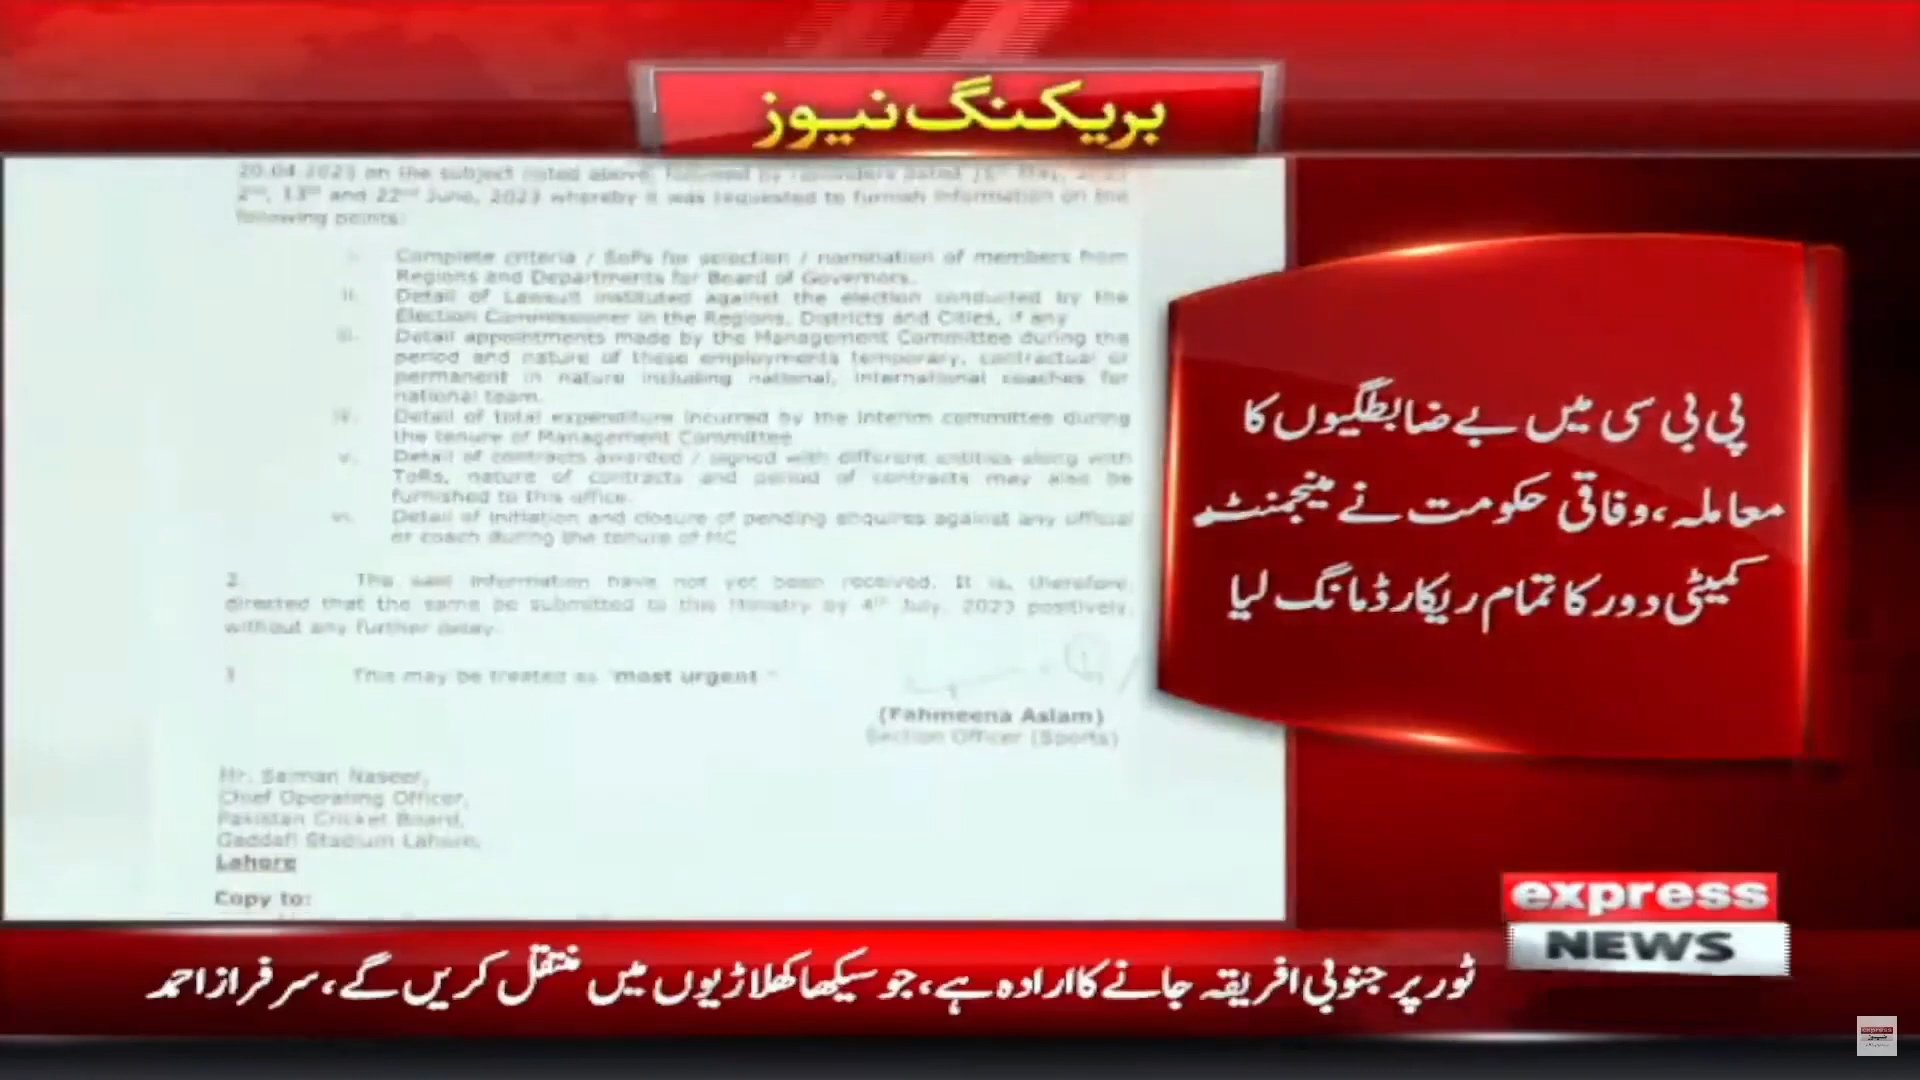 بریکنگ نیوز
20.04.2023 on the subject noted above, followed by reminders dated
2nd, 13th and 22nd June, 2023 whereby it was requested to furnish information on the
following points:
i. Complete criteria / SoPs for selection / nomination of members from
Regions and Departments for Board of Governors.
ii. Detail of Lawsuit instituted against the election conducted by the
Election Commissioner in the Regions, Districts and Cities, if any
iii. Detail appointments made by the Management Committee during the
period and nature of these employments temporary, contractual or
permanent in nature including national, international coaches for
national team.
iv. Detail of total expenditure incurred by the interim committee during
the tenure of Management Committee
v. Detail of contracts awarded / signed with different entities along with
ToRs, nature of contracts and period of contracts may also be
furnished to this office.
vi. Detail of initiation and closure of pending enquires against any official
or coach during the tenure of MC
2. The said information have not yet been received. It is, therefore
directed that the same be submitted to this Ministry by 4th July, 2023 positively,
without any further delay.
3 This may be treated as "most urgent."
(Fahmeena Aslam)
Section Officer (Sports)
Mr. Salman Naseer,
Chief Operating Officer,
Pakistan Cricket Board,
Gaddafi Stadium Lahore,
Lahore
Copy to:
پی سی بی میں بے ضابطگیوں کا
معاملہ، وفاقی حکومت نے مینجمنٹ
کمیٹی دور کا تمام ریکارڈ مانگ لیا
express
NEWS
ٹور پر جنوبی افریقہ جانے کا ارادہ ہے، جو سیکھا کھلاڑیوں میں منتقل کریں گے، سرفراز احمد